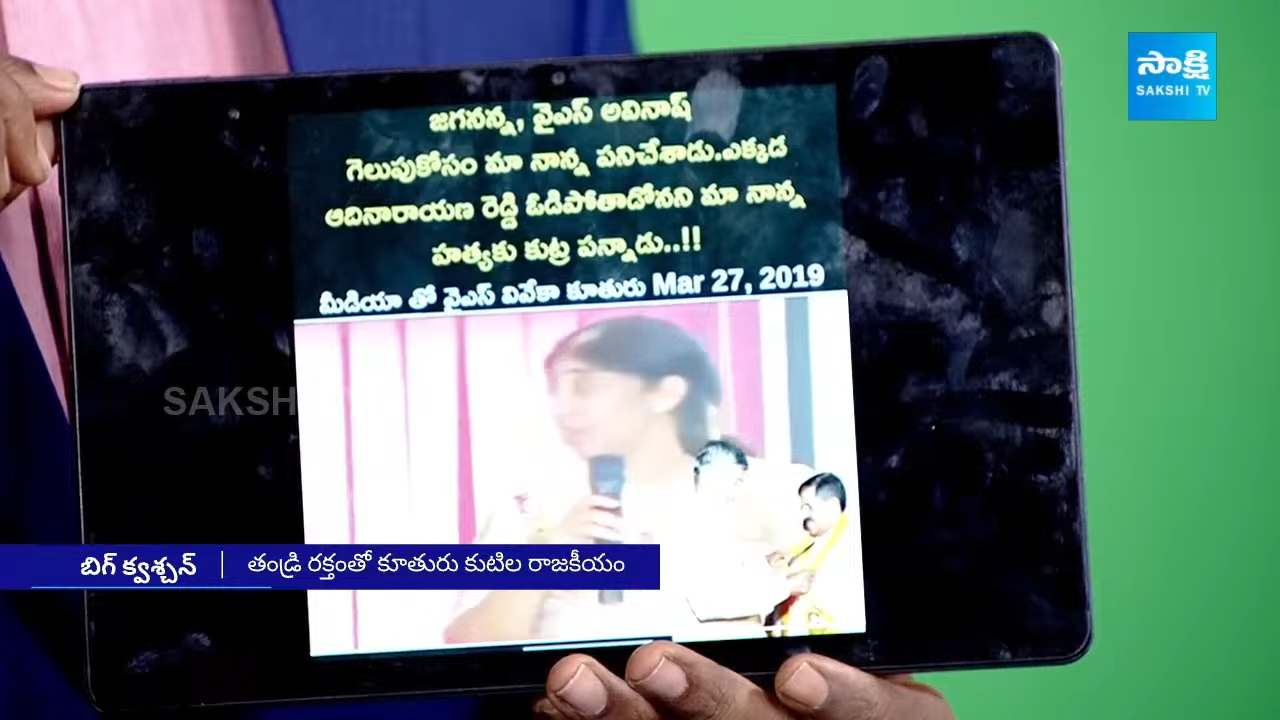 సాక్షి
SAKSHI TV
జగనన్న, వైఎస్ అవినాష్
గెలుపుకోసం మా నాన్న పనిచేశాడు.ఎక్కడ
ఆదినారాయణ రెడ్డి ఓడిపోతాడోనని మా నాన్న
హత్యకు కుట్ర పన్నాడు..!!
మీడియా తో వైఎస్ వివేకా కూతురు Mar 27, 2019
SAKSH
బిగ్ క్వశ్చన్ | తండ్రి రక్తంతో కూతురు కుటిల రాజకీయం